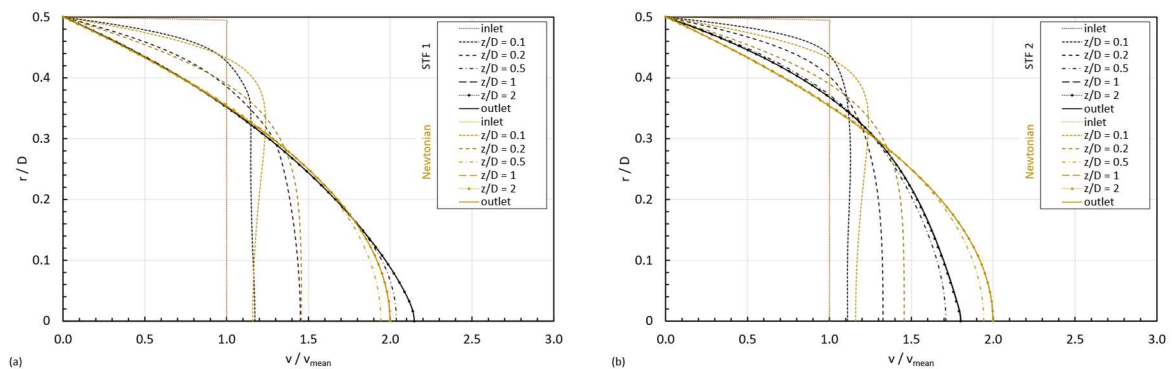 0.5
0.4
0.3
0.2
0.1
0
r / D
0.0
0.5
1.0
1.5
2.0
2.5
3.0
v / vmean
(a)
STF 1
inlet
z/D = 0.1
z/D = 0.2
z/D = 0.5
z/D = 1
z/D = 2
outlet
Newtonian
inlet
z/D = 0.1
z/D = 0.2
z/D = 0.5
z/D = 1
z/D = 2
outlet
0.5
0.4
0.3
0.2
0.1
0
r / D
0.0
0.5
1.0
1.5
2.0
2.5
3.0
v / vmean
(b)
STF 2
inlet
z/D = 0.1
z/D = 0.2
z/D = 0.5
z/D = 1
z/D = 2
outlet
Newtonian
inlet
z/D = 0.1
z/D = 0.2
z/D = 0.5
z/D = 1
z/D = 2
outlet